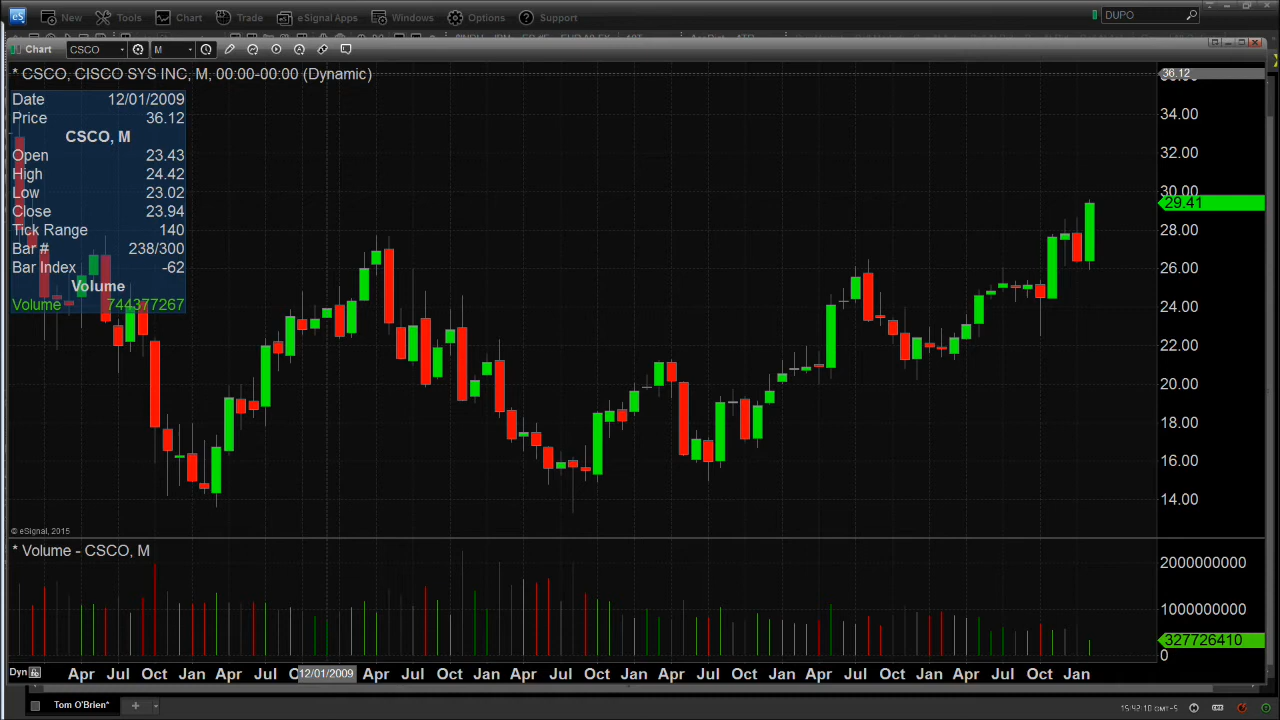 eS New Tools Chart Trade eSignal Apps Windows Options Support DUPO
Chart CSCO M
* CSCO, CISCO SYS INC, M, 00:00-00:00 (Dynamic)
36.12
Date 12/01/2009
Price 36.12
CSCO, M
Open 23.43
High 24.42
Low 23.02
Close 23.94
Tick Range 140
Bar # 238/300
Bar Index -62
Volume
Volume 744377267
34.00
32.00
30.00
29.41
28.00
26.00
24.00
22.00
20.00
18.00
16.00
14.00
© eSignal, 2015
* Volume - CSCO, M
2000000000
1000000000
327726410
0
Dyn Apr Jul Oct Jan Apr Jul O 12/01/2009 Apr Jul Oct Jan Apr Jul Oct Jan Apr Jul Oct Jan Apr Jul Oct Jan Apr Jul Oct Jan
Tom O'Brien* +
15:42:10 GMT-5